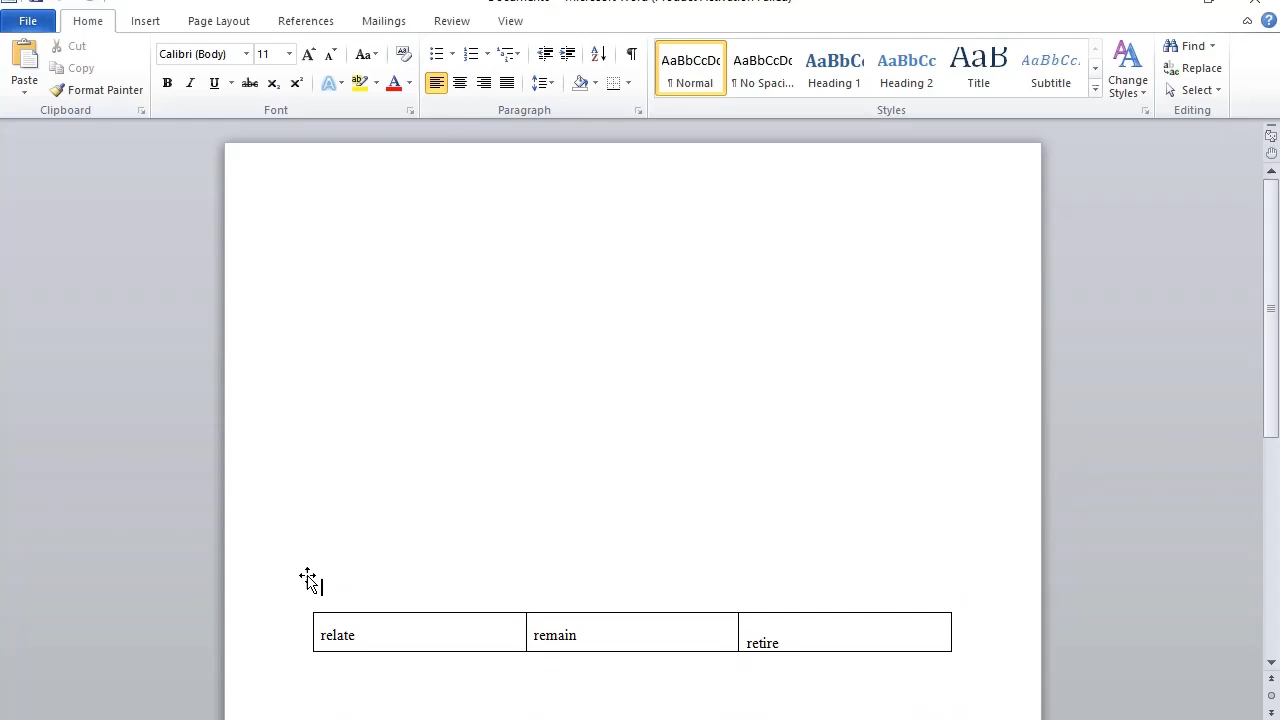 File Home Insert Page Layout References Mailings Review View
Paste
Cut
Copy
Format Painter
Clipboard
Calibri (Body) 11
Font
Paragraph
AaBbCcDc AaBbCcDc AaBbC AaBbCc AaB AaBbCc.
¶ Normal ¶ No Spaci... Heading 1 Heading 2 Title Subtitle
Styles
Change
Styles
Find
Replace
Select
Editing
relate remain retire